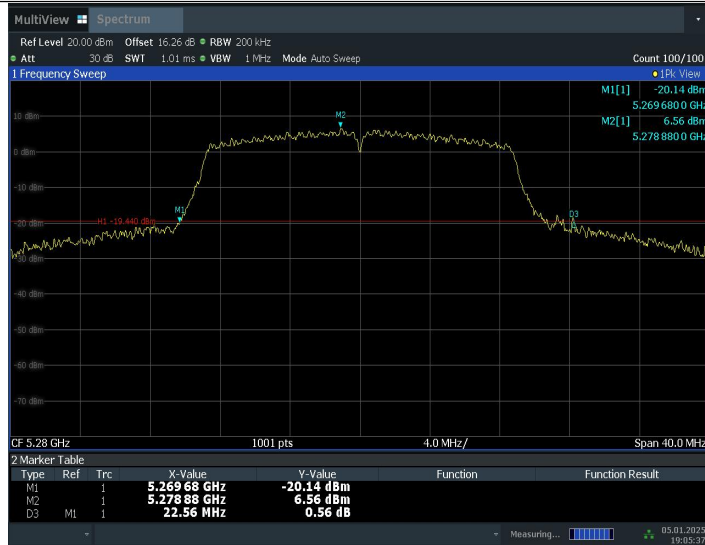 MultiView Spectrum
Ref Level 20.00 dBm Offset 16.26 dB RBW 200 kHz
Att 30 dB SWT 1.01 ms VBW 1 MHz Mode Auto Sweep Count 100/100
1 Frequency Sweep 1Pk View
M1[1] -20.14 dBm
5.2696800 GHz
M2[1] 6.56 dBm
5.2788800 GHz
M2
10 dBm
0 dBm
-10 dBm
M1
D3
H1 -19.440 dBm
-20 dBm
-30 dBm
-40 dBm
-50 dBm
-60 dBm
-70 dBm
CF 5.28 GHz 1001 pts 4.0 MHz/ Span 40.0 MHz
2 Marker Table
Type Ref Trc X-Value Y-Value Function Function Result
M1 1 5.269 68 GHz -20.14 dBm
M2 1 5.278 88 GHz 6.56 dBm
D3 M1 1 22.56 MHz 0.56 dB
Measuring... 05.01.2025
19:05:37